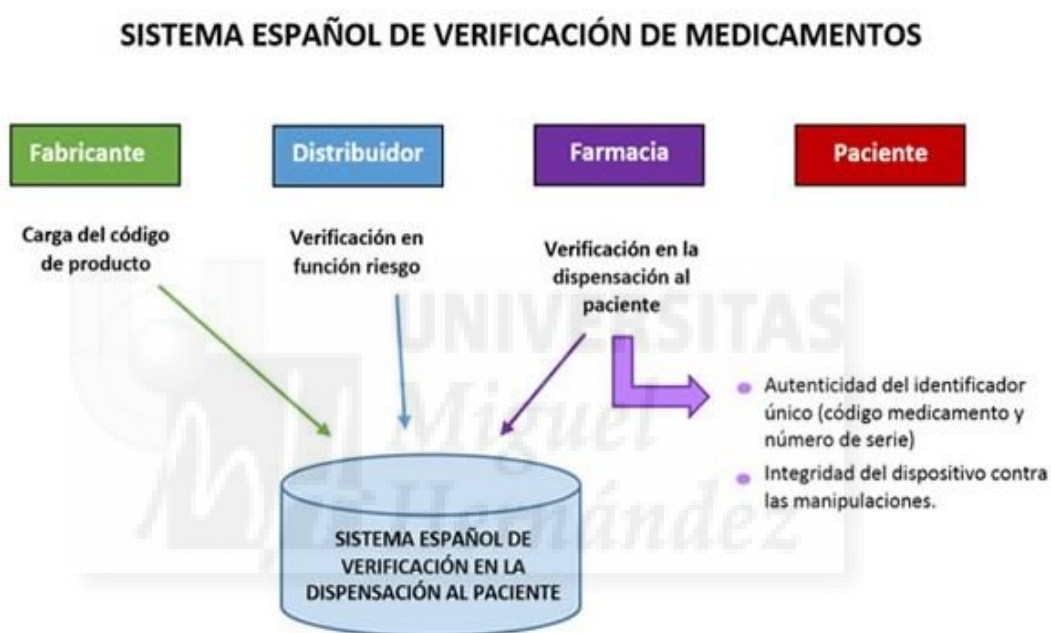 SISTEMA ESPAÑOL DE VERIFICACIÓN DE MEDICAMENTOS
Fabricante
Distribuidor
Farmacia
Paciente
Carga del código
de producto
Verificación en
función riesgo
Verificación en la
dispensación al
paciente
UNIVERSITAS
Miguel
Hernández
Autenticidad del identificador
único (código medicamento y
número de serie)
Integridad del dispositivo contra
las manipulaciones.
SISTEMA ESPAÑOL DE
VERIFICACIÓN EN LA
DISPENSACIÓN AL PACIENTE